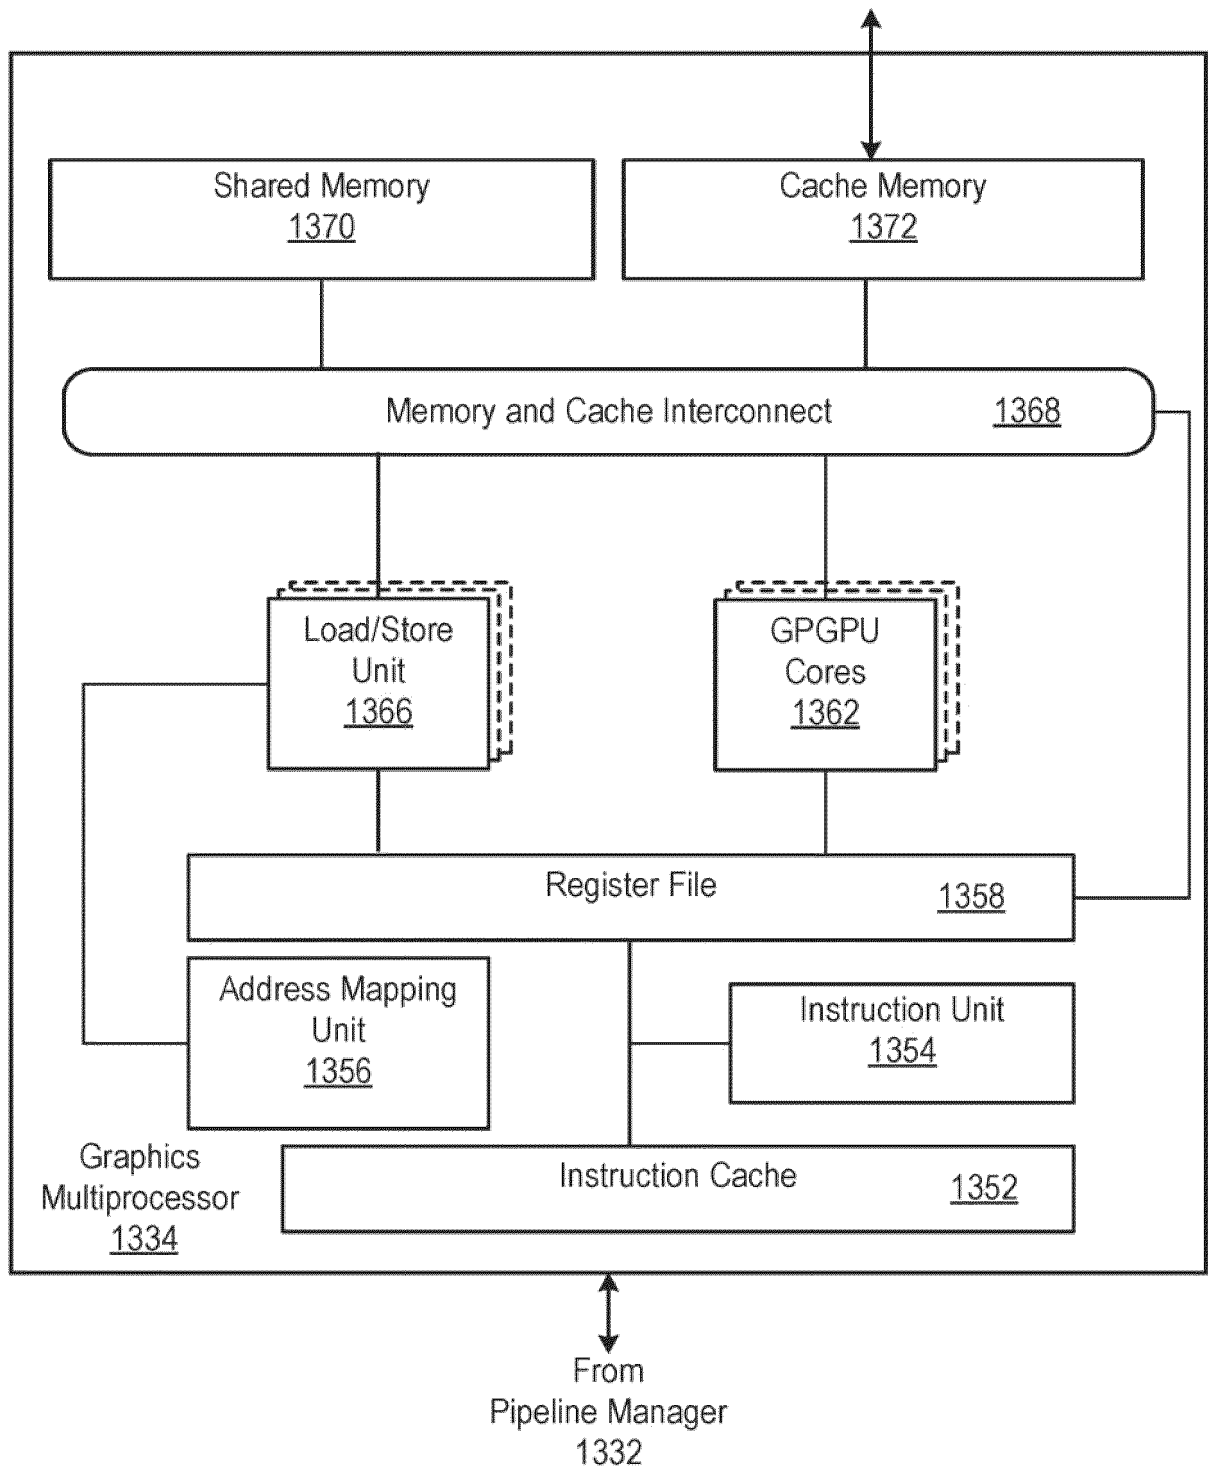 Shared Memory
1370
Cache Memory
1372
Memory and Cache Interconnect 1368
Load/Store
Unit
1366
GPGPU
Cores
1362
Register File 1358
Address Mapping
Unit
1356
Instruction Unit
1354
Graphics
Multiprocessor
1334
Instruction Cache 1352
From
Pipeline Manager
1332